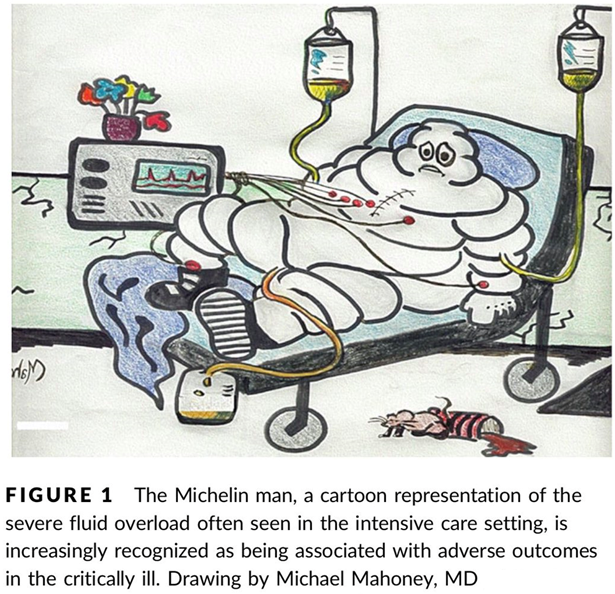 FIGURE 1 The Michelin man, a cartoon representation of the
severe fluid overload often seen in the intensive care setting, is
increasingly recognized as being associated with adverse outcomes
in the critically ill. Drawing by Michael Mahoney, MD